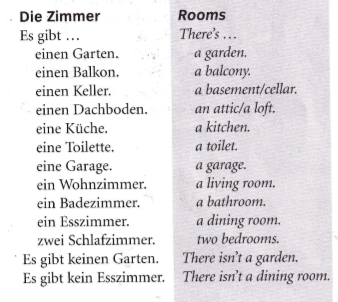 Die Zimmer
Es gibt …
einen Garten.
einen Balkon.
einen Keller.
einen Dachboden.
eine Küche.
eine Toilette.
eine Garage.
ein Wohnzimmer.
ein Badezimmer.
ein Esszimmer.
zwei Schlafzimmer.
Es gibt keinen Garten.
Es gibt kein Esszimmer.
Rooms
There's …
a garden.
a balcony.
a basement/cellar.
an attic/a loft.
a kitchen.
a toilet.
a garage.
a living room.
a bathroom.
a dining room.
two bedrooms.
There isn't a garden.
There isn't a dining room.